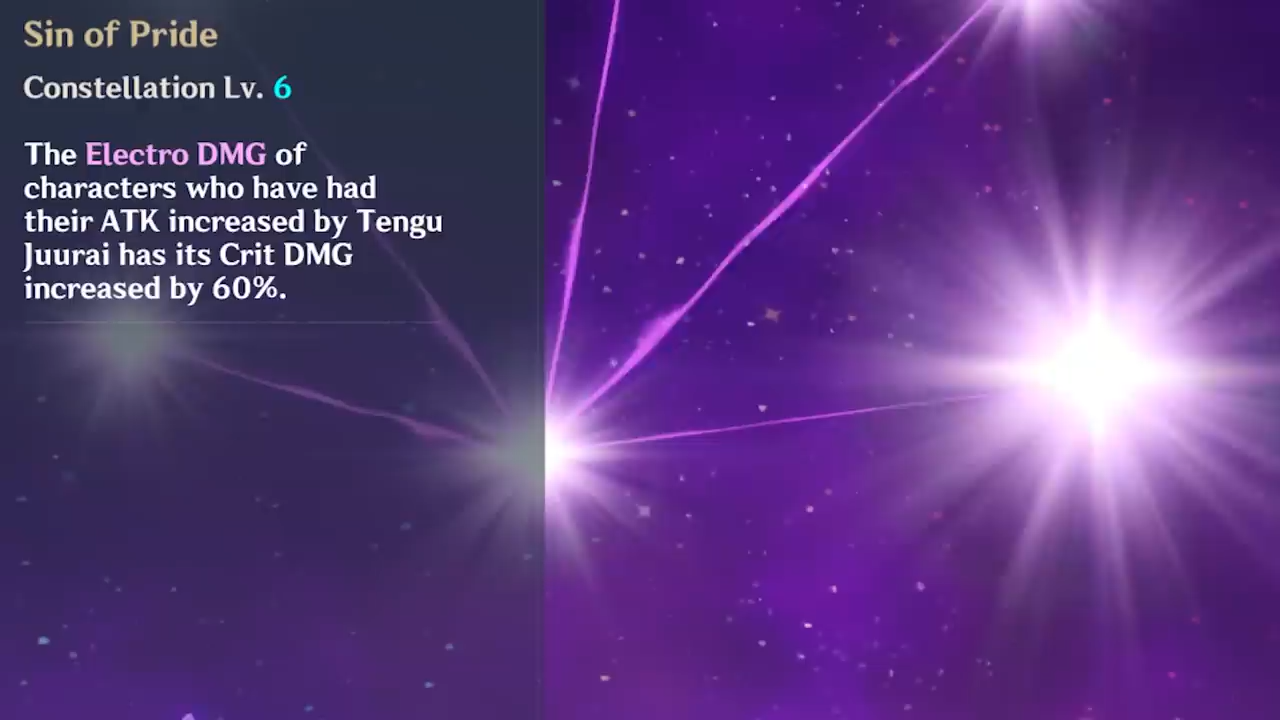 Sin of Pride
Constellation Lv. 6
The Electro DMG of
characters who have had
their ATK increased by Tengu
Juurai has its Crit DMG
increased by 60%.